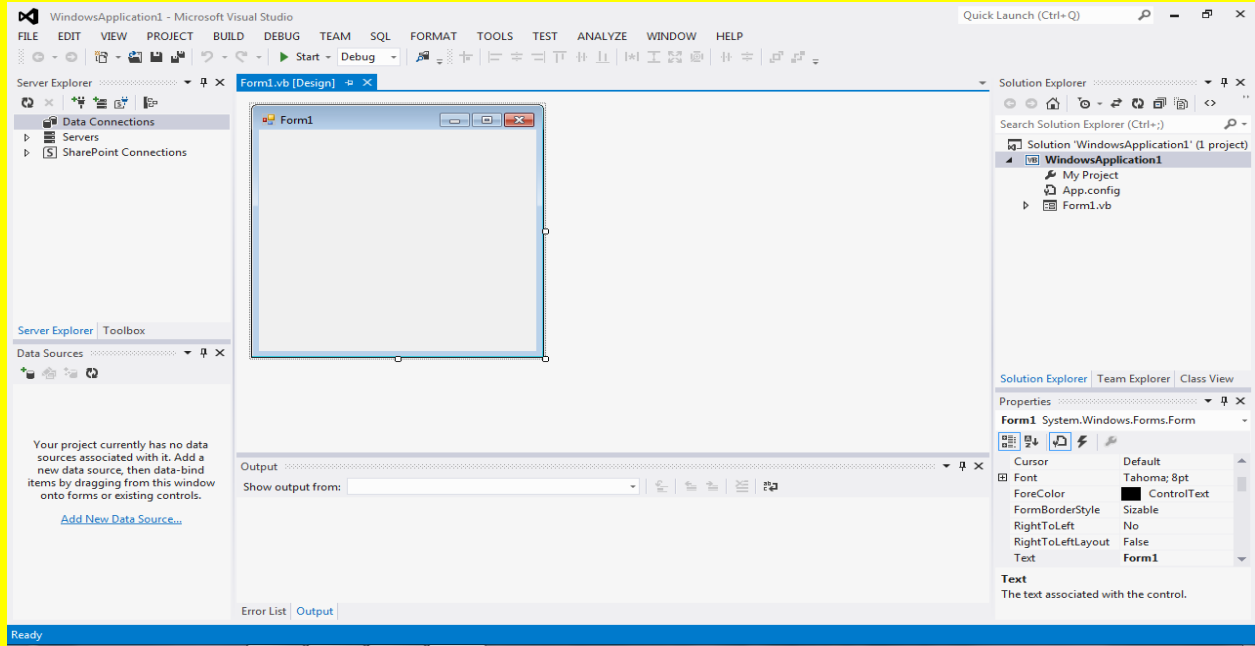 WindowsApplication1 - Microsoft Visual Studio
Quick Launch (Ctrl+Q)
FILE EDIT VIEW PROJECT BUILD DEBUG TEAM SQL FORMAT TOOLS TEST ANALYZE WINDOW HELP
Start Debug
Server Explorer
Data Connections
Servers
SharePoint Connections
Server Explorer Toolbox
Data Sources
Your project currently has no data
sources associated with it. Add a
new data source, then data-bind
items by dragging from this window
onto forms or existing controls.
Add New Data Source...
Form1.vb [Design]
Form1
Output
Show output from:
Error List Output
Solution Explorer
Search Solution Explorer (Ctrl+;)
Solution 'WindowsApplication1' (1 project)
VB WindowsApplication1
My Project
App.config
Form1.vb
Solution Explorer Team Explorer Class View
Properties
Form1 System.Windows.Forms.Form
Cursor Default
Font Tahoma; 8pt
ForeColor ControlText
FormBorderStyle Sizable
RightToLeft No
RightToLeftLayout False
Text Form1
Text
The text associated with the control.
Ready